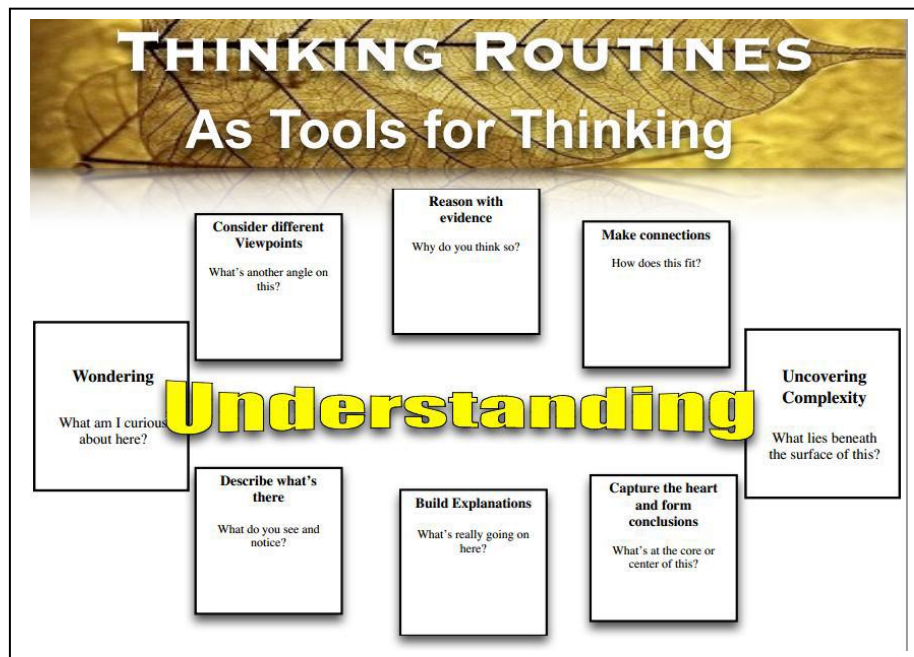 THINKING ROUTINES
As Tools for Thinking
Reason with
evidence
Why do you think so?
Consider different
Viewpoints
What's another angle on
this?
Make connections
How does this fit?
Wondering
What am I curious
about here?
Understanding
Uncovering
Complexity
What lies beneath
the surface of this?
Describe what's
there
What do you see and
notice?
Build Explanations
What's really going on
here?
Capture the heart
and form
conclusions
What's at the core or
center of this?